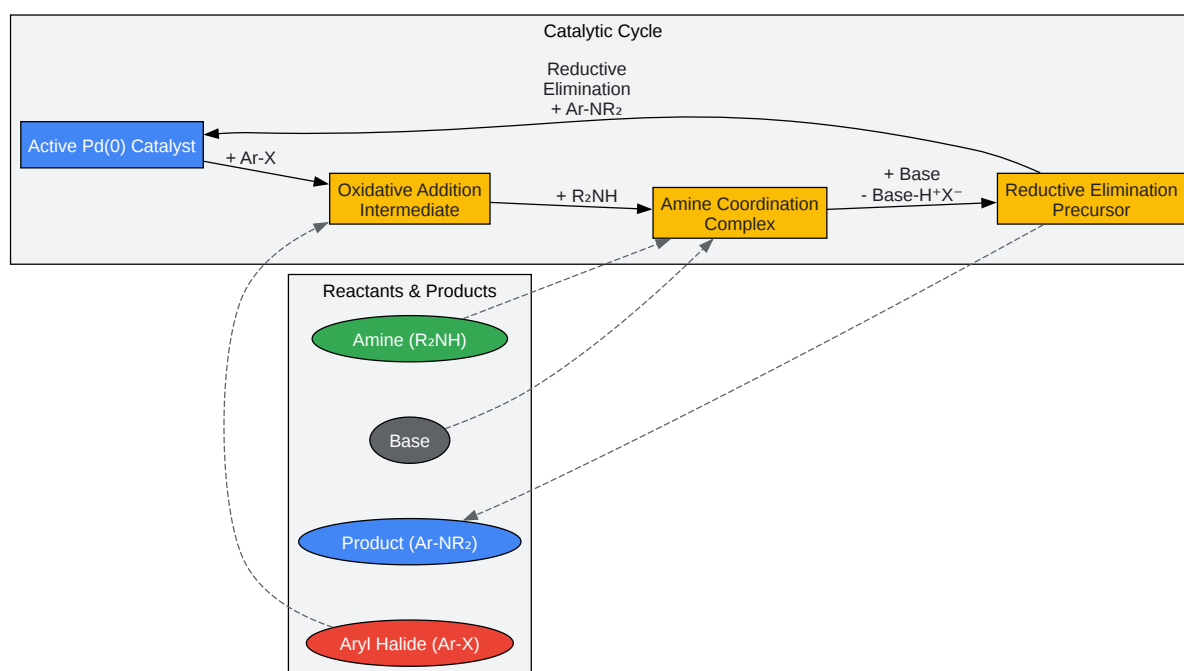 Catalytic Cycle
Reductive
Elimination
+ Ar-NR₂
Active Pd(0) Catalyst
+ Ar-X
Oxidative Addition
Intermediate
+ R₂NH
Amine Coordination
Complex
+ Base
- Base-H⁺X⁻
Reductive Elimination
Precursor
Reactants & Products
Amine (R₂NH)
Base
Product (Ar-NR₂)
Aryl Halide (Ar-X)